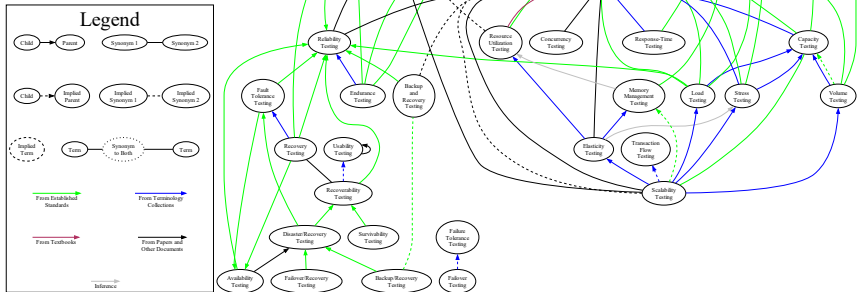 Legend
Child
Parent
Synonym 1
Synonym 2
Child
Implied
Parent
Implied
Synonym 1
Implied
Synonym 2
Implied
Term
Term
Synonym
to Both
Term
From Established
Standards
From Terminology
Collections
From Textbooks
From Papers and
Other Documents
Inference
Reliability
Testing
Resource
Utilization
Testing
Concurrency
Testing
Response-Time
Testing
Capacity
Testing
Fault
Tolerance
Testing
Endurance
Testing
Backup
and
Recovery
Testing
Memory
Management
Testing
Load
Testing
Stress
Testing
Volume
Testing
Recovery
Testing
Usability
Testing
Elasticity
Testing
Transaction
Flow
Testing
Recoverability
Testing
Scalability
Testing
Disaster/Recovery
Testing
Survivability
Testing
Failure
Tolerance
Testing
Availability
Testing
Failover/Recovery
Testing
Backup/Recovery
Testing
Failover
Testing